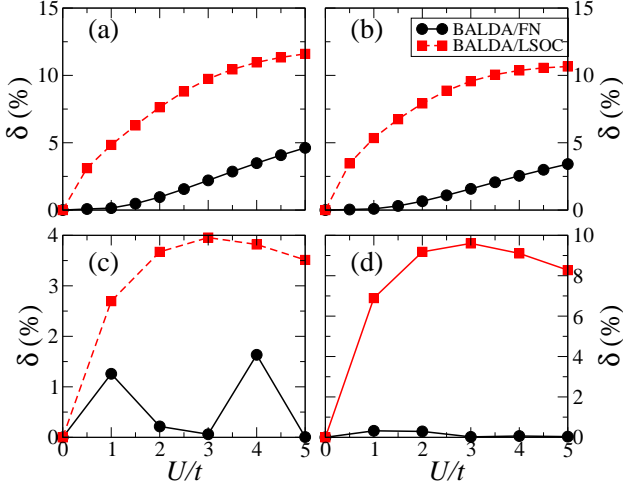 (a)
15
10
5
0
δ (%)
(b)
BALDA/FN
BALDA/LSOC
15
10
5
0
δ (%)
(c)
4
3
2
1
0
δ (%)
0 1 2 3 4 5
U/t
(d)
10
8
6
4
2
0
δ (%)
0 1 2 3 4 5
U/t